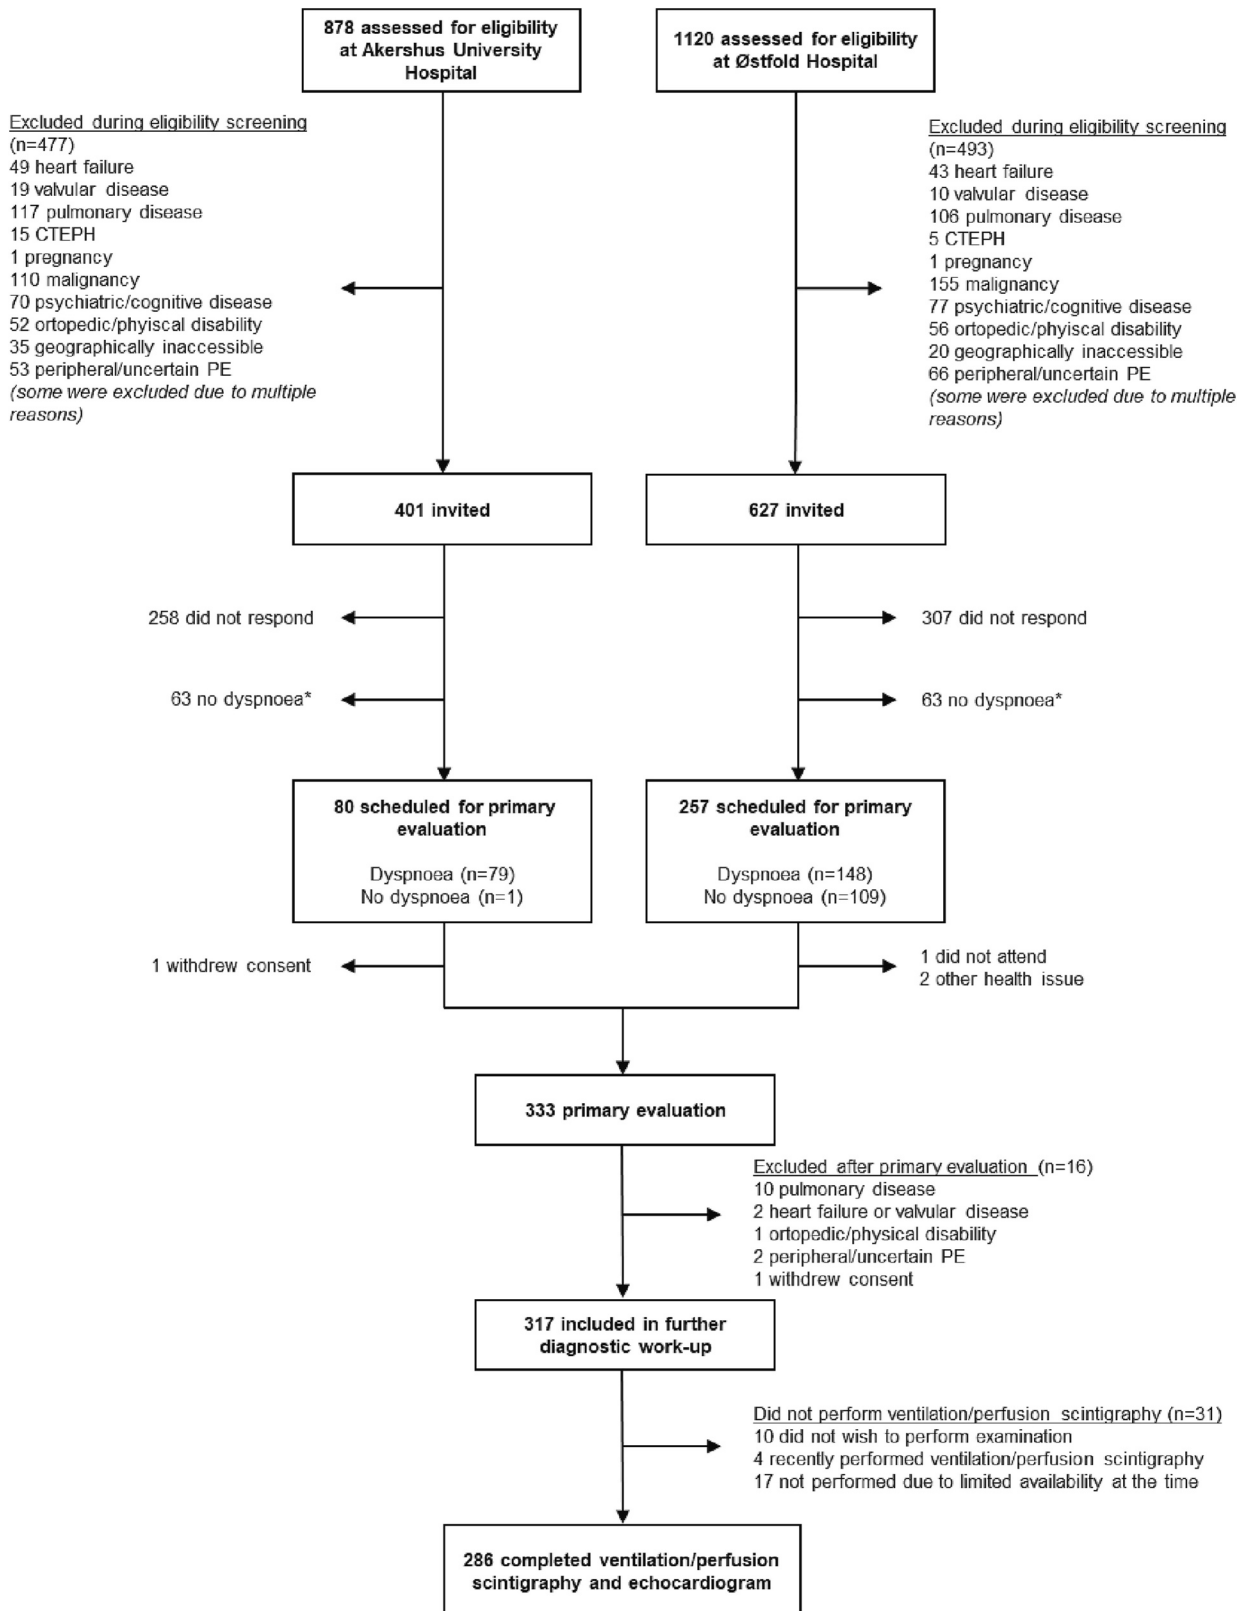 878 assessed for eligibility
at Akershus University
Hospital
1120 assessed for eligibility
at Østfold Hospital
Excluded during eligibility screening
(n=477)
49 heart failure
19 valvular disease
117 pulmonary disease
15 CTEPH
1 pregnancy
110 malignancy
70 psychiatric/cognitive disease
52 ortopedic/phyiscal disability
35 geographically inaccessible
53 peripheral/uncertain PE
(some were excluded due to multiple
reasons)
Excluded during eligibility screening
(n=493)
43 heart failure
10 valvular disease
106 pulmonary disease
5 CTEPH
1 pregnancy
155 malignancy
77 psychiatric/cognitive disease
56 ortopedic/phyiscal disability
20 geographically inaccessible
66 peripheral/uncertain PE
(some were excluded due to multiple
reasons)
401 invited
627 invited
258 did not respond
307 did not respond
63 no dyspnoea*
63 no dyspnoea*
80 scheduled for primary
evaluation
Dyspnoea (n=79)
No dyspnoea (n=1)
257 scheduled for primary
evaluation
Dyspnoea (n=148)
No dyspnoea (n=109)
1 withdrew consent
1 did not attend
2 other health issue
333 primary evaluation
Excluded after primary evaluation (n=16)
10 pulmonary disease
2 heart failure or valvular disease
1 ortopedic/physical disability
2 peripheral/uncertain PE
1 withdrew consent
317 included in further
diagnostic work-up
Did not perform ventilation/perfusion scintigraphy (n=31)
10 did not wish to perform examination
4 recently performed ventilation/perfusion scintigraphy
17 not performed due to limited availability at the time
286 completed ventilation/perfusion
scintigraphy and echocardiogram